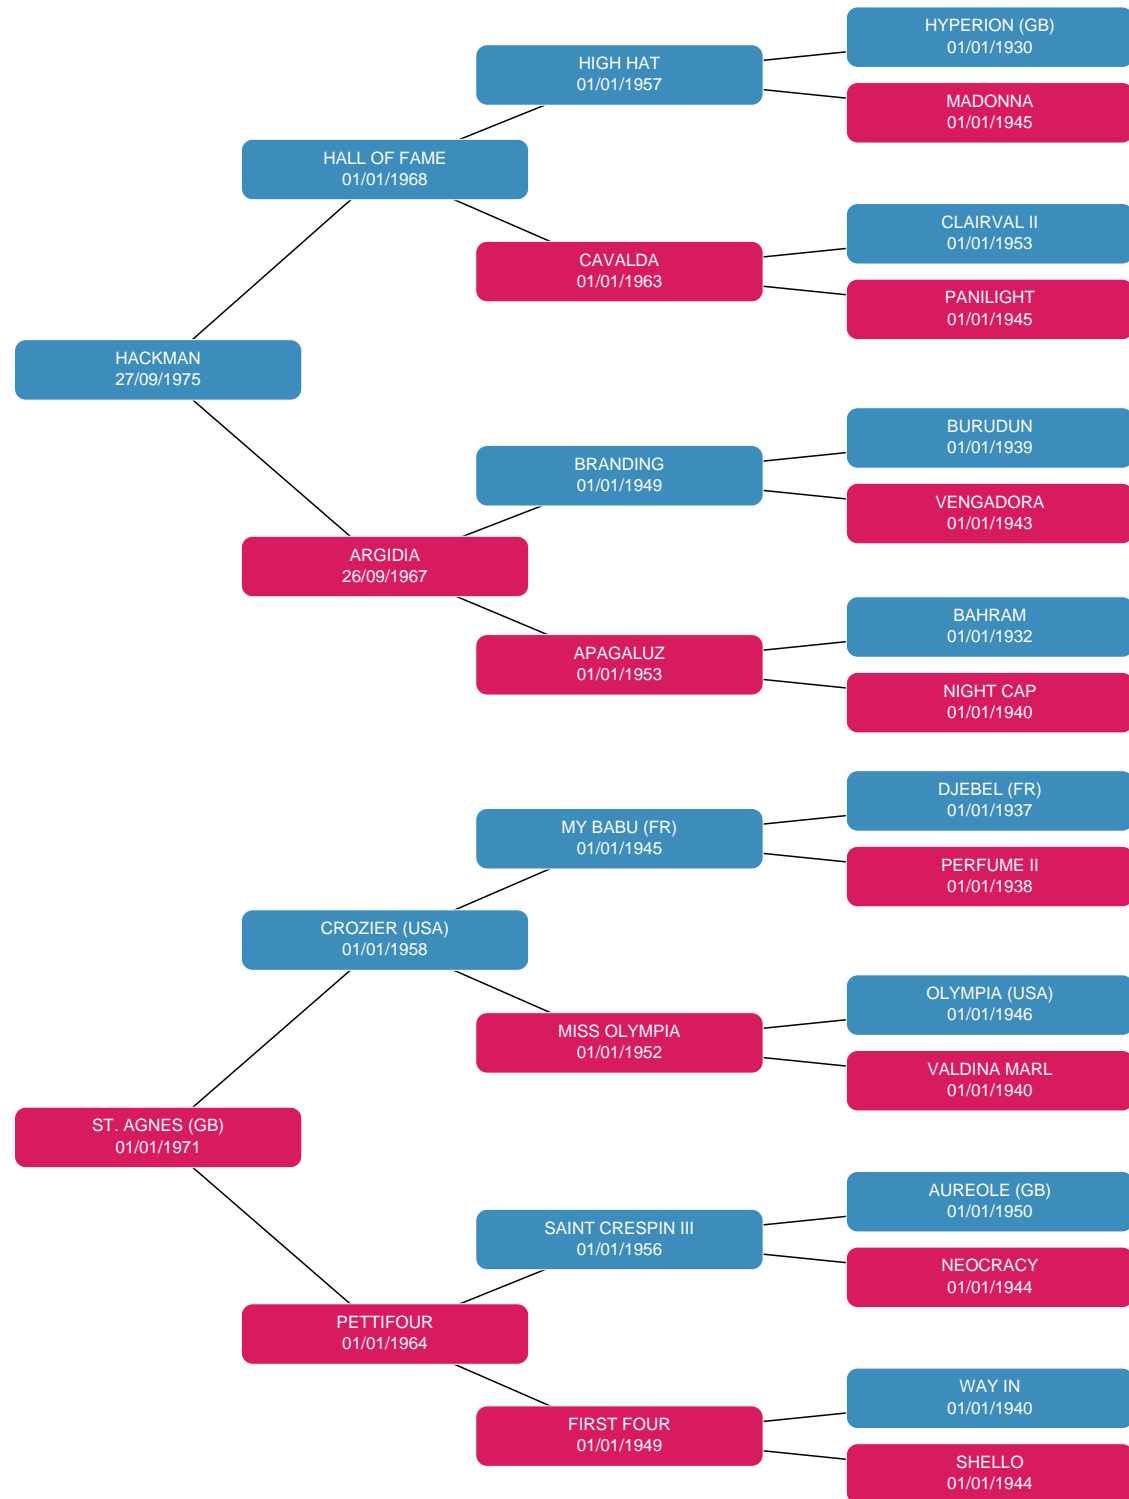 HYPERION (GB)
01/01/1930
HIGH HAT
01/01/1957
MADONNA
01/01/1945
HALL OF FAME
01/01/1968
CLAIRVAL II
01/01/1953
CAVALDA
01/01/1963
PANILIGHT
01/01/1945
HACKMAN
27/09/1975
BURUDUN
01/01/1939
BRANDING
01/01/1949
VENGADORA
01/01/1943
ARGIDIA
26/09/1967
BAHRAM
01/01/1932
APAGALUZ
01/01/1953
NIGHT CAP
01/01/1940
DJEBEL (FR)
01/01/1937
MY BABU (FR)
01/01/1945
PERFUME II
01/01/1938
CROZIER (USA)
01/01/1958
OLYMPIA (USA)
01/01/1946
MISS OLYMPIA
01/01/1952
VALDINA MARL
01/01/1940
ST. AGNES (GB)
01/01/1971
AUREOLE (GB)
01/01/1950
SAINT CRESPIN III
01/01/1956
NEOCRACY
01/01/1944
PETTIFOUR
01/01/1964
WAY IN
01/01/1940
FIRST FOUR
01/01/1949
SHELLO
01/01/1944